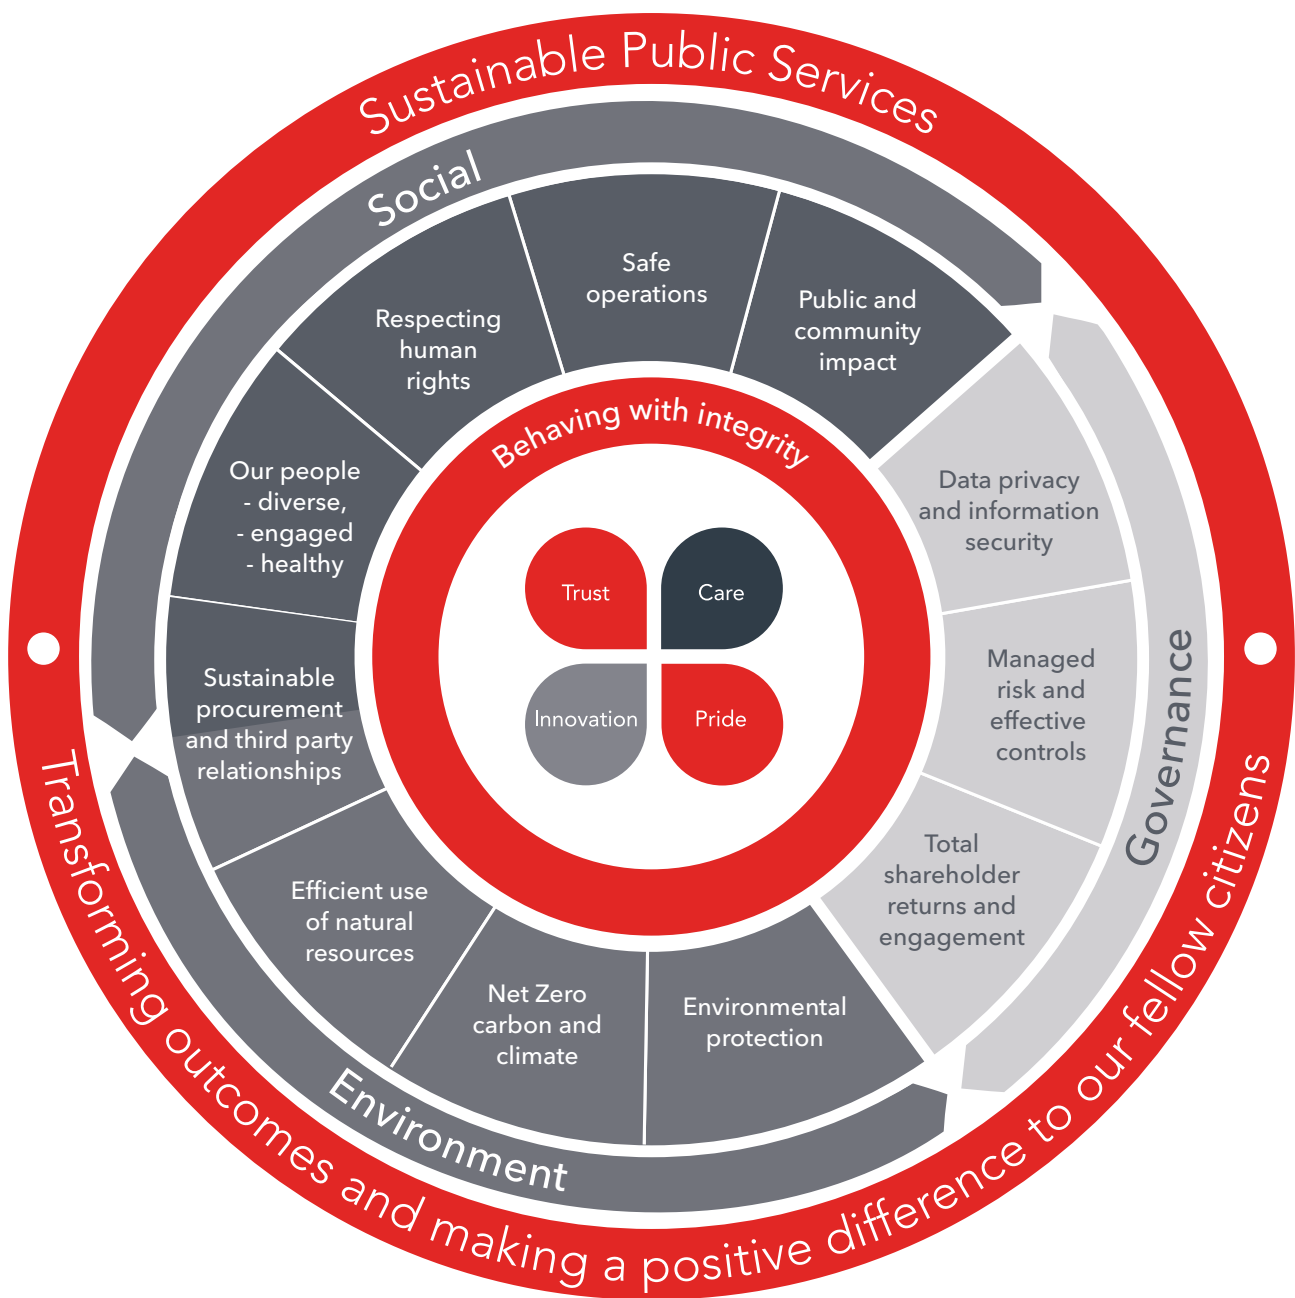 Sustainable Public Services
Social
Safe
operations
Public and
community
impact
Respecting
human
rights
Our people
- diverse,
- engaged
- healthy
Sustainable
procurement
and third party
relationships
Behaving with integrity
Trust
Care
Innovation
Pride
Data privacy
and information
security
Managed
risk and
effective
controls
Total
shareholder
returns and
engagement
Governance
Efficient use
of natural
resources
Net Zero
carbon and
climate
Environmental
protection
Environment
Transforming outcomes and making a positive difference to our fellow citizens